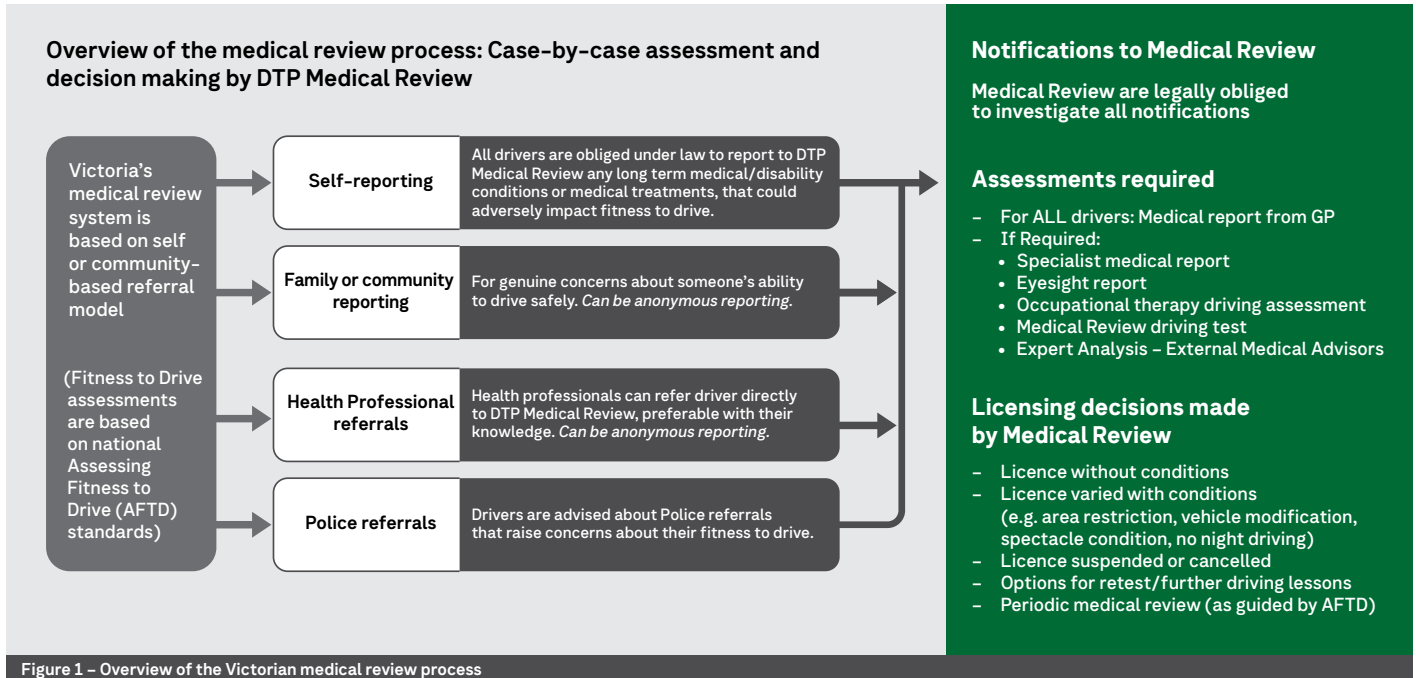 Overview of the medical review process: Case-by-case assessment and
decision making by DTP Medical Review
Victoria's
medical review
system is
based on self
or community-
based referral
model
(Fitness to Drive
assessments
are based
on national
Assessing
Fitness to
Drive (AFTD)
standards)
Self-reporting
All drivers are obliged under law to report to DTP
Medical Review any long term medical/disability
conditions or medical treatments, that could
adversely impact fitness to drive.
Family or community
reporting
For genuine concerns about someone's ability
to drive safely. Can be anonymous reporting.
Health Professional
referrals
Health professionals can refer driver directly
to DTP Medical Review, preferable with their
knowledge. Can be anonymous reporting.
Police referrals
Drivers are advised about Police referrals
that raise concerns about their fitness to drive.
Notifications to Medical Review
Medical Review are legally obliged
to investigate all notifications
Assessments required
– For ALL drivers: Medical report from GP
– If Required:
• Specialist medical report
• Eyesight report
• Occupational therapy driving assessment
• Medical Review driving test
• Expert Analysis – External Medical Advisors
Licensing decisions made
by Medical Review
– Licence without conditions
– Licence varied with conditions
(e.g. area restriction, vehicle modification,
spectacle condition, no night driving)
– Licence suspended or cancelled
– Options for retest/further driving lessons
– Periodic medical review (as guided by AFTD)
Figure 1 – Overview of the Victorian medical review process